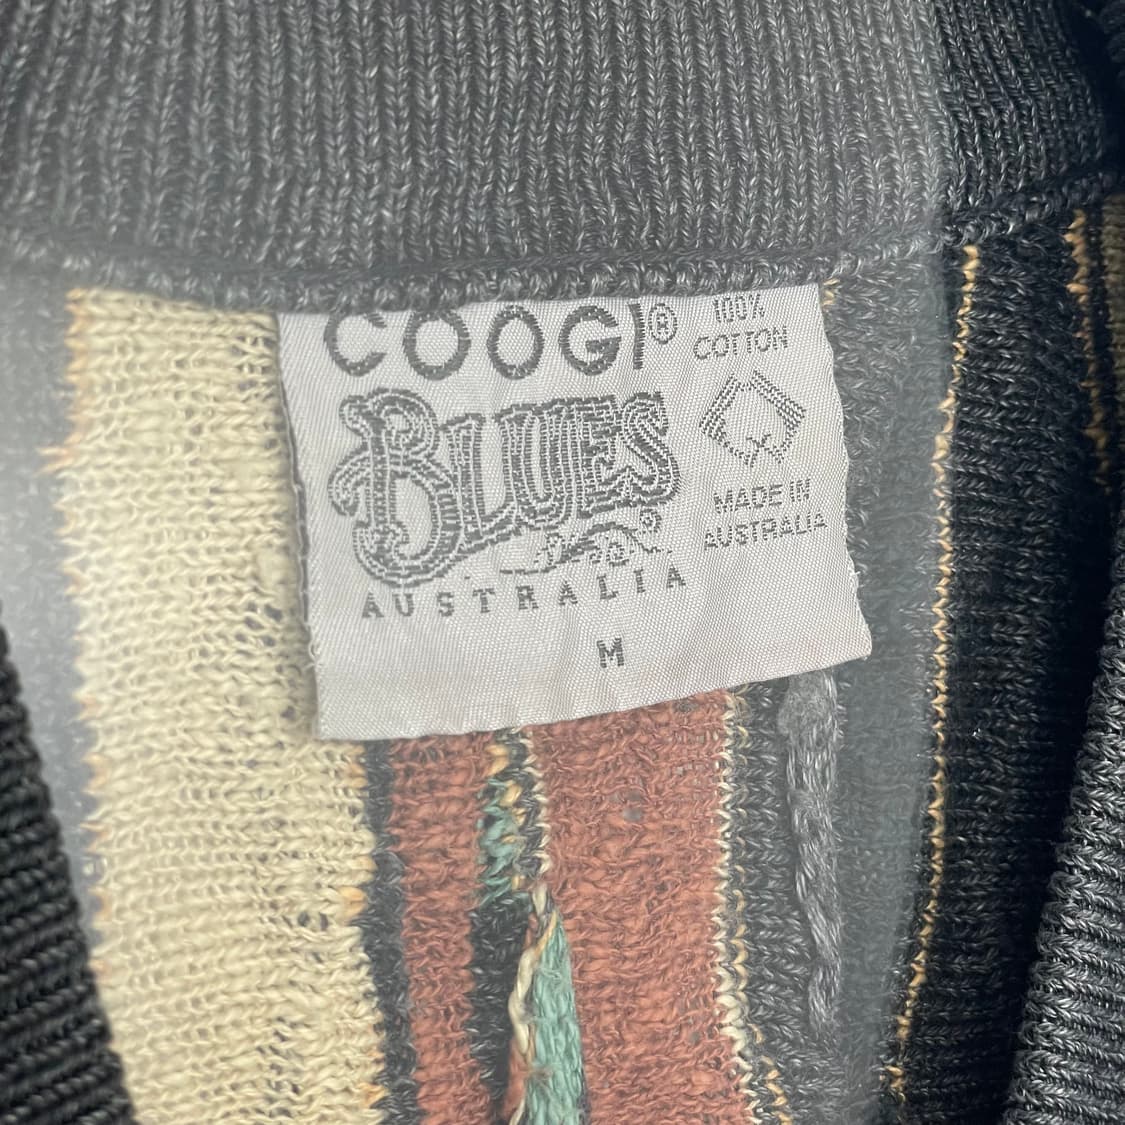 COOGI®
BLUES
AUSTRALIA
M
100%
COTTON
MADE IN
AUSTRALIA